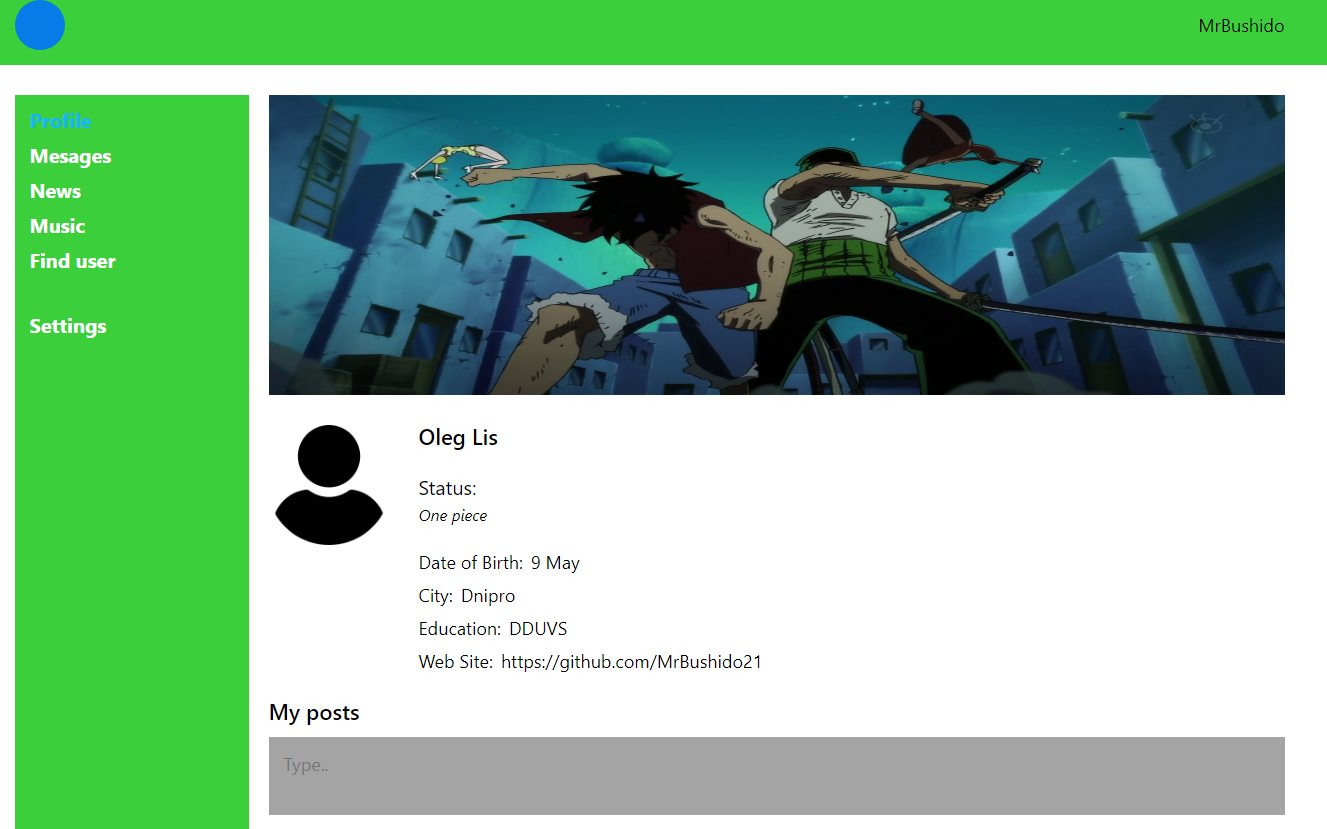 MrBushido
Profile
Mesages
News
Music
Find user
Settings
Oleg Lis
Status:
One piece
Date of Birth: 9 May
City: Dnipro
Education: DDUVS
Web Site: https://github.com/MrBushido21
My posts
Type..